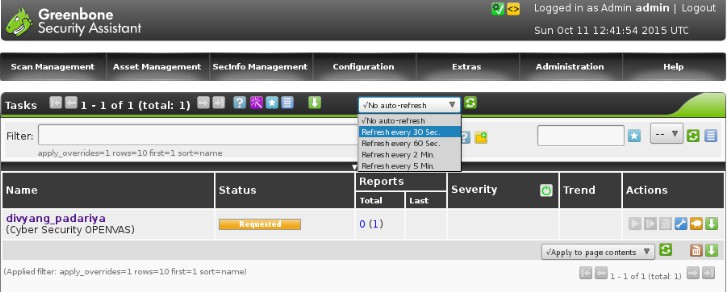 Greenbone
Security Assistant
Logged in as Admin admin | Logout
Sun Oct 11 12:41:54 2015 UTC
Scan Management
Asset Management
SecInfo Management
Configuration
Extras
Administration
Help
Tasks
1 - 1 of 1 (total: 1)
√No auto-refresh
√No auto-refresh
Refresh every 30 Sec.
Refresh every 60 Sec.
Refresh every 2 Min.
Refresh every 5 Min.
Filter:
--
apply_overrides=1 rows=10 first=1 sort=name
Name
Status
Reports
Total
Last
Severity
Trend
Actions
divyang_padariya
(Cyber Security OPENVAS)
Requested
0 (1)
√Apply to page contents
(Applied filter: apply_overrides=1 rows=10 first=1 sort=name)
1 - 1 of 1 (total: 1)